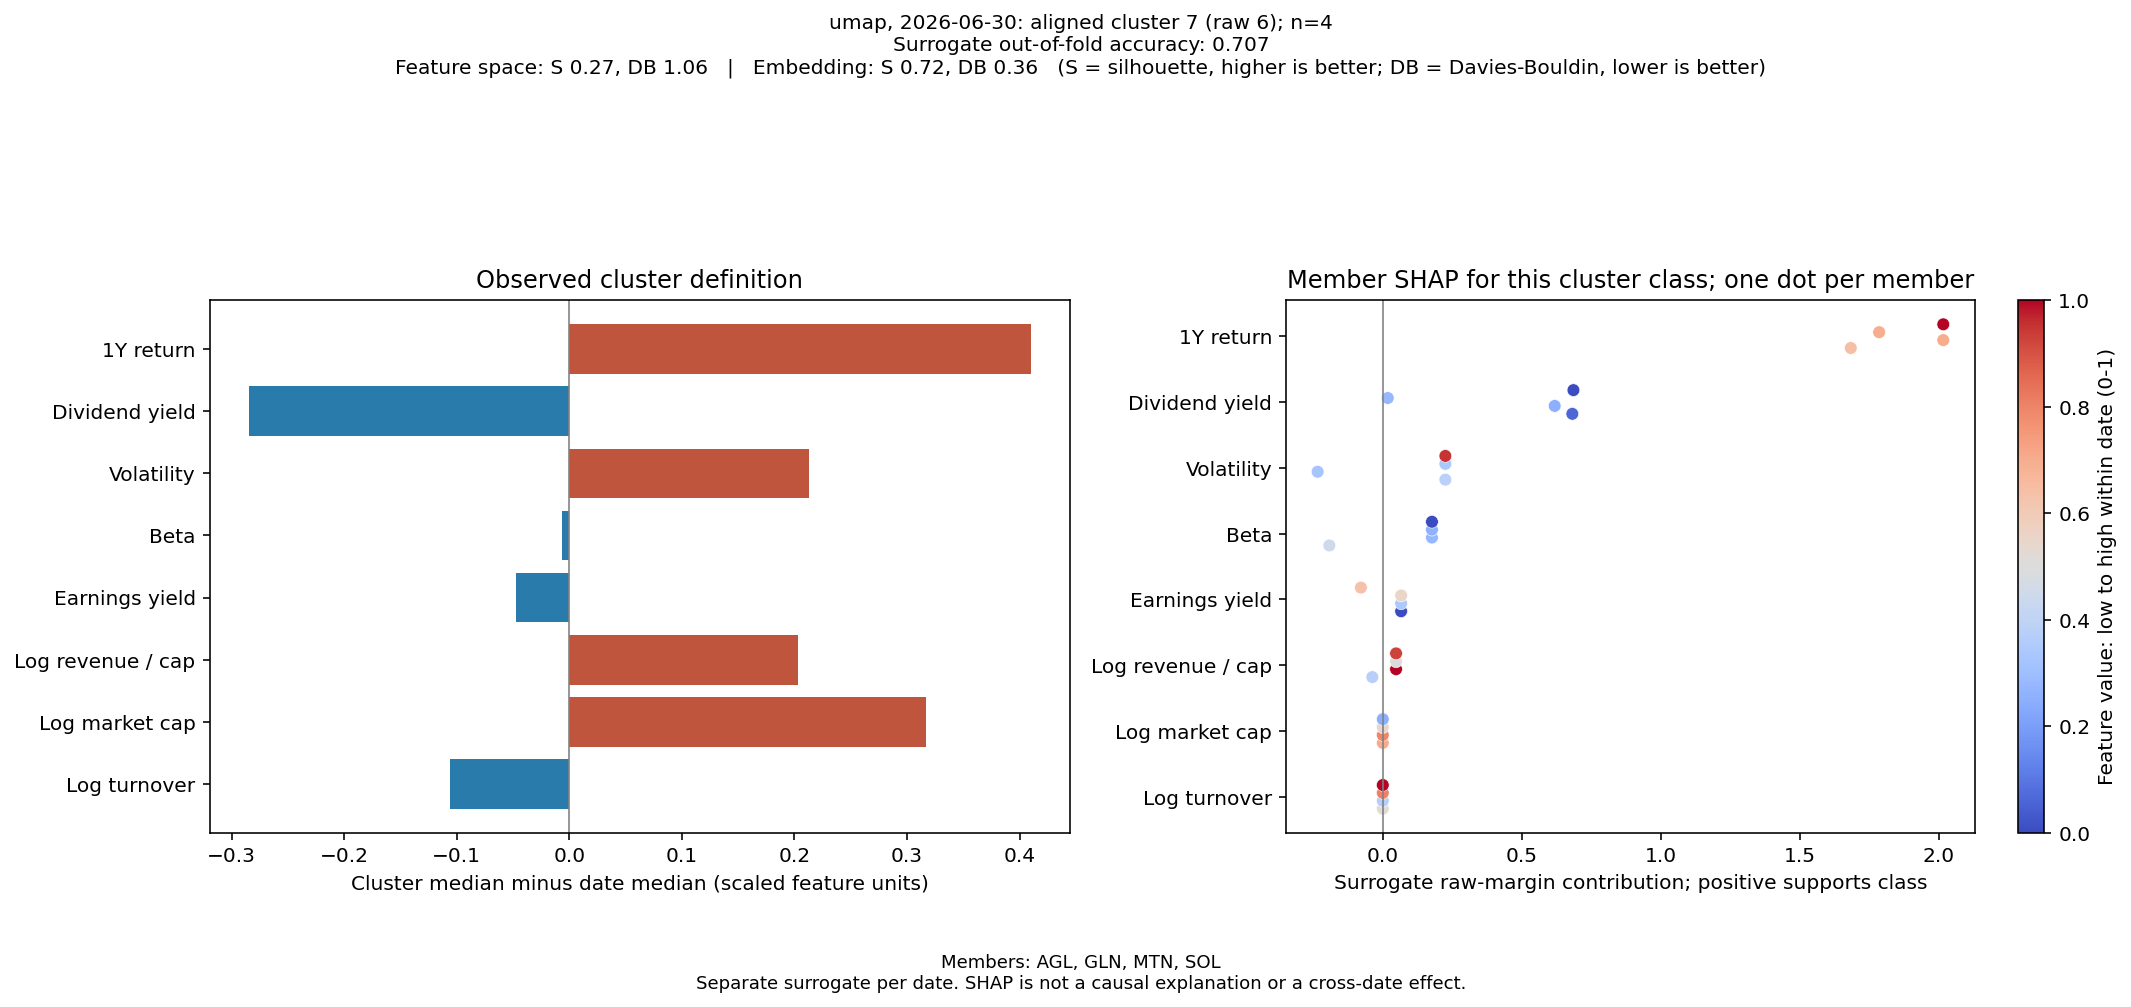 umap, 2026-06-30: aligned cluster 7 (raw 6); n=4
Surrogate out-of-fold accuracy: 0.707
Feature space: S 0.27, DB 1.06   |   Embedding: S 0.72, DB 0.36   (S = silhouette, higher is better; DB = Davies-Bouldin, lower is better)
Observed cluster definition
1Y return
Dividend yield
Volatility
Beta
Earnings yield
Log revenue / cap
Log market cap
Log turnover
−0.3 −0.2 −0.1 0.0 0.1 0.2 0.3 0.4
Cluster median minus date median (scaled feature units)
Member SHAP for this cluster class; one dot per member
1Y return
Dividend yield
Volatility
Beta
Earnings yield
Log revenue / cap
Log market cap
Log turnover
0.0 0.5 1.0 1.5 2.0
Surrogate raw-margin contribution; positive supports class
1.0
0.8
0.6
0.4
0.2
0.0
Feature value: low to high within date (0-1)
Members: AGL, GLN, MTN, SOL
Separate surrogate per date. SHAP is not a causal explanation or a cross-date effect.